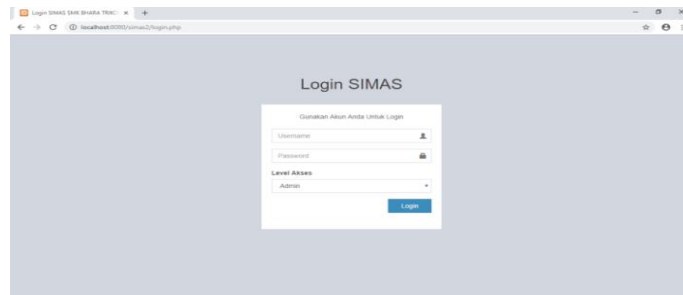 Login SIMAS SMK BHARA TRIK
localhost:8080/simas2/login.php
Login SIMAS
Gunakan Akun Anda Untuk Login
Username
Password
Level Akses
Admin
Login